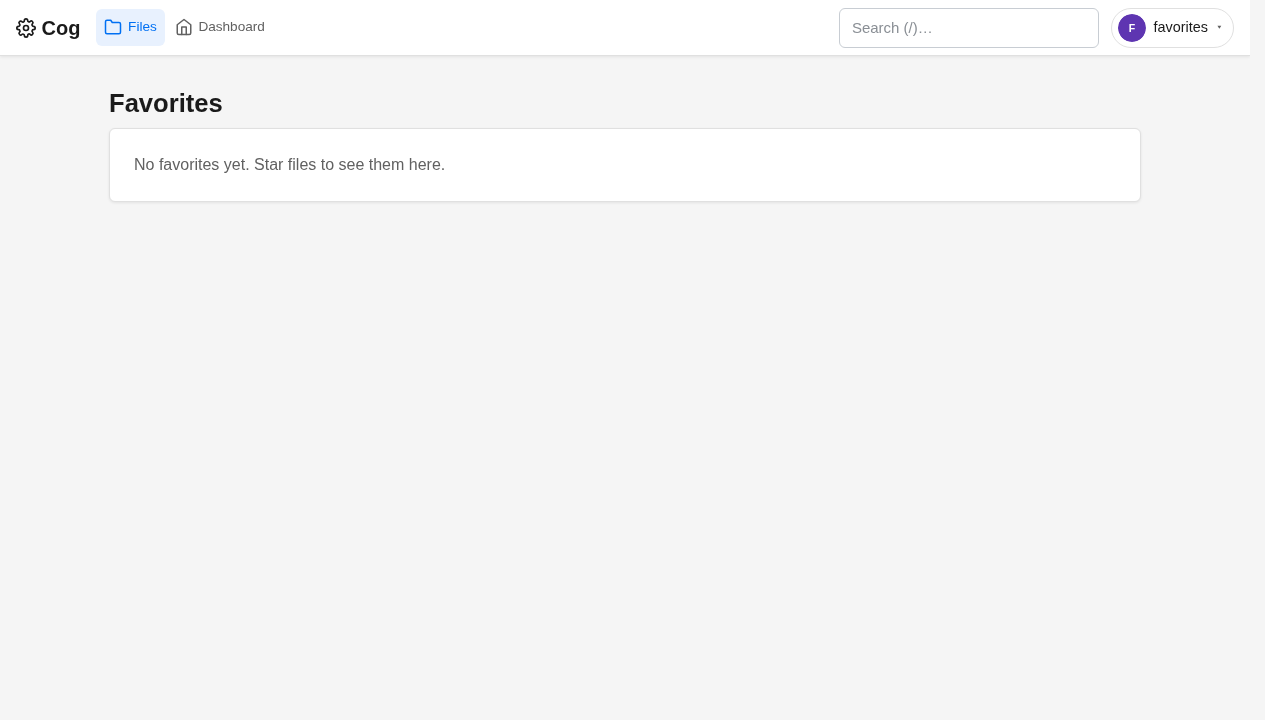 Cog
Files
Dashboard
Search (/)…
F
favorites
Favorites
No favorites yet. Star files to see them here.